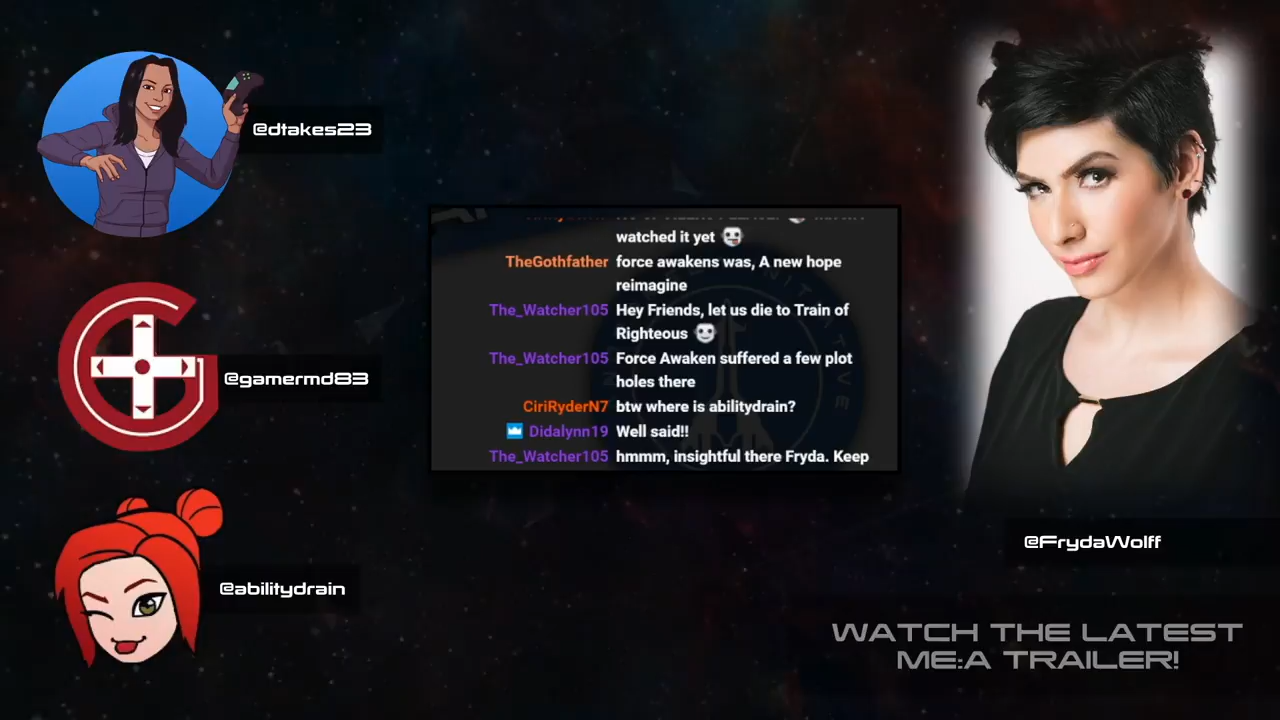 @dtakes23
@gamermd83
@abilitydrain
watched it yet
TheGothfather force awakens was, A new hope
reimagine
The_Watcher105 Hey Friends, let us die to Train of
Righteous
The_Watcher105 Force Awaken suffered a few plot
holes there
CiriRyderN7 btw where is abilitydrain?
Didalynn19 Well said!!
The_Watcher105 hmmm, insightful there Fryda. Keep
@FrydaWolff
WATCH THE LATEST
ME:A TRAILER!